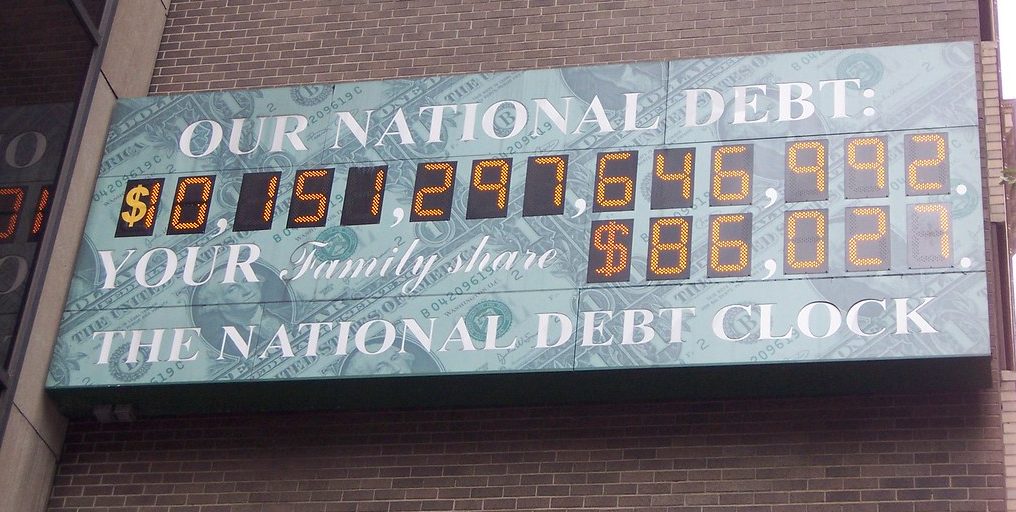 OUR NATIONAL DEBT:
$10,151,297,646,992.
YOUR Family share $86,027.
THE NATIONAL DEBT CLOCK